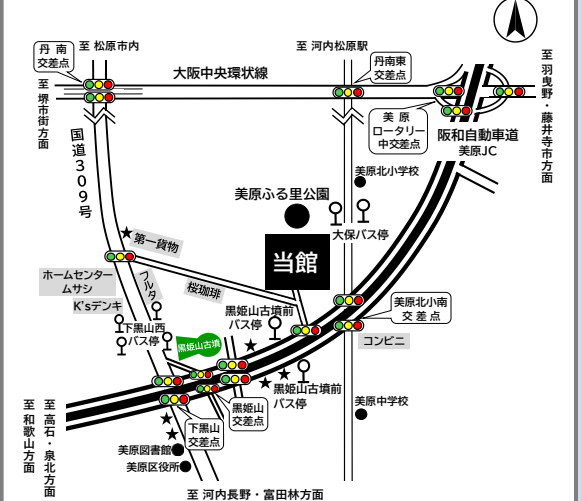 至 松原市内
至 河内松原駅
丹 南
交差点
丹南東
交差点
大阪中央環状線
至 堺市街方面
至 羽曳野・藤井寺市方面
美 原
ロータリー
中交差点
阪和自動車道
美原JC
国道309号
美原北小学校
美原ふる里公園
大保バス停
第一貨物
当館
ホームセンター
ムサシ
K'sデンキ
フルタ
桜珈琲
黒姫山古墳前
バス停
美原北小南
交 差 点
コンビニ
下黒山西
バス停
黒姫山古墳
黒姫山古墳前
バス停
黒姫山
交差点
美原中学校
下黒山
交差点
美原図書館
美原区役所
至 和歌山方面
至 高石・泉北方面
至 河内長野・富田林方面